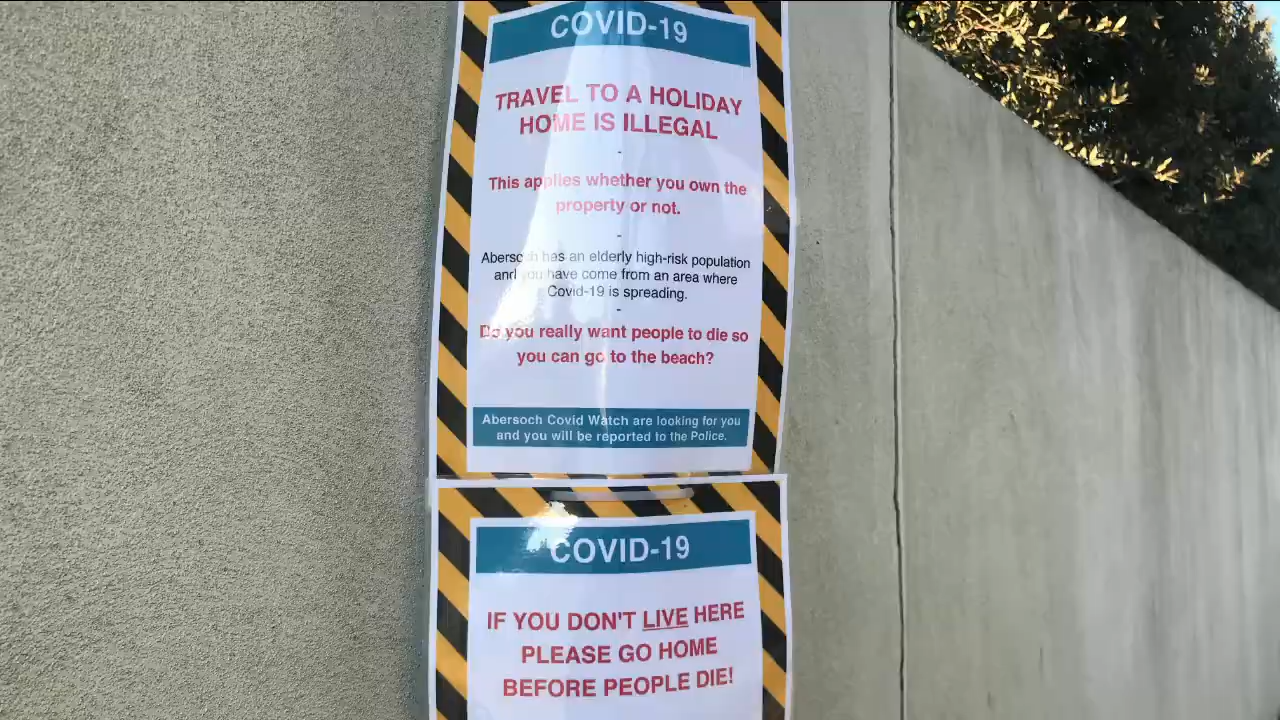 COVID-19
TRAVEL TO A HOLIDAY
HOME IS ILLEGAL
-
This applies whether you own the
property or not.
-
Abersoch has an elderly high-risk population
and you have come from an area where
Covid-19 is spreading.
-
Do you really want people to die so
you can go to the beach?
Abersoch Covid Watch are looking for you
and you will be reported to the Police.
COVID-19
IF YOU DON'T LIVE HERE
PLEASE GO HOME
BEFORE PEOPLE DIE!